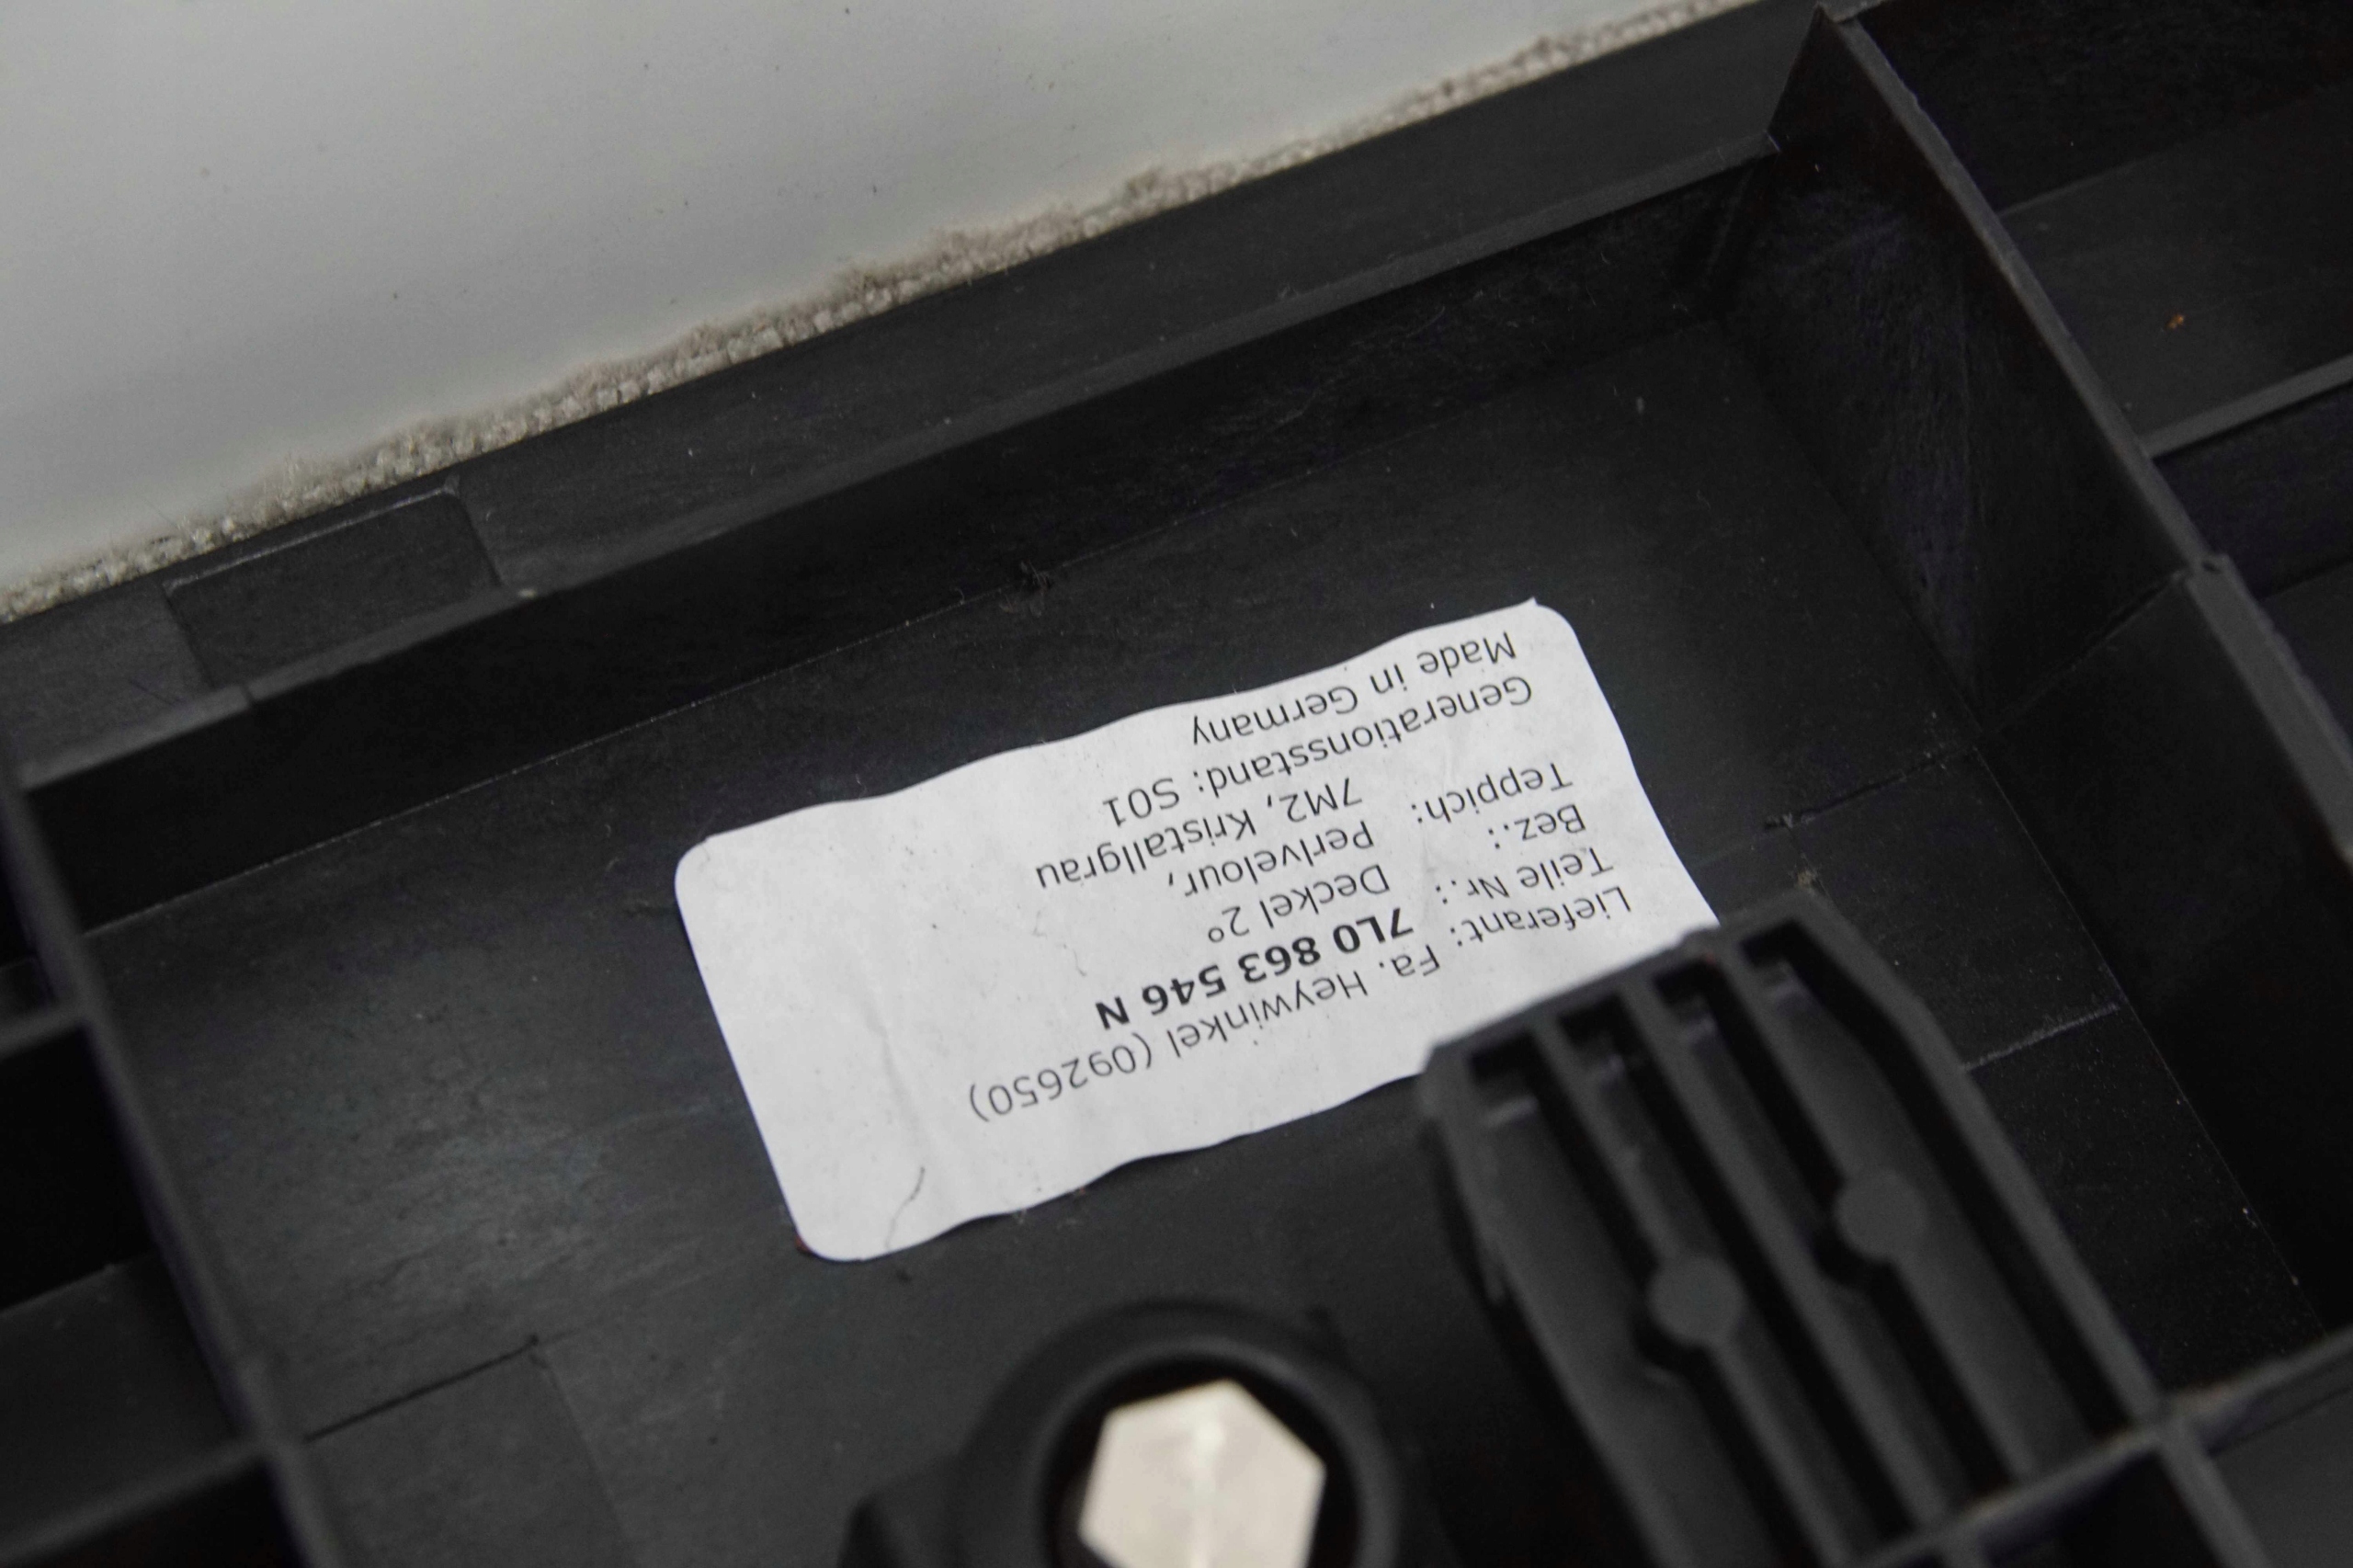 Lieferant: Fa. Heywinkel (092650)
Teile Nr.: 7L0 863 546 N
Bez.: Deckel 2°
Teppich: Perlvelour,
7M2, Kristallgrau
Generationsstand: S01
Made in Germany